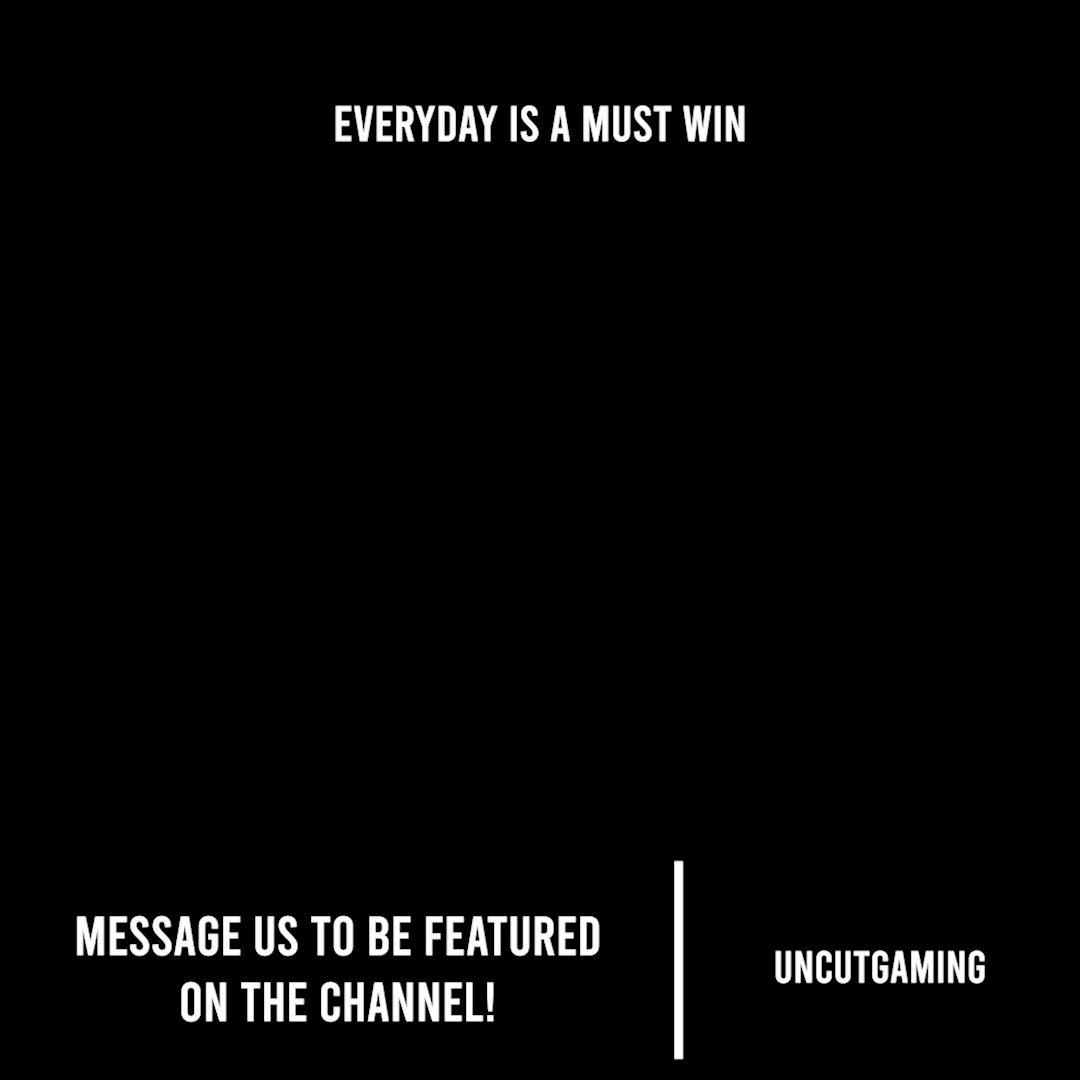 EVERYDAY IS A MUST WIN
MESSAGE US TO BE FEATURED
ON THE CHANNEL!
UNCUTGAMING